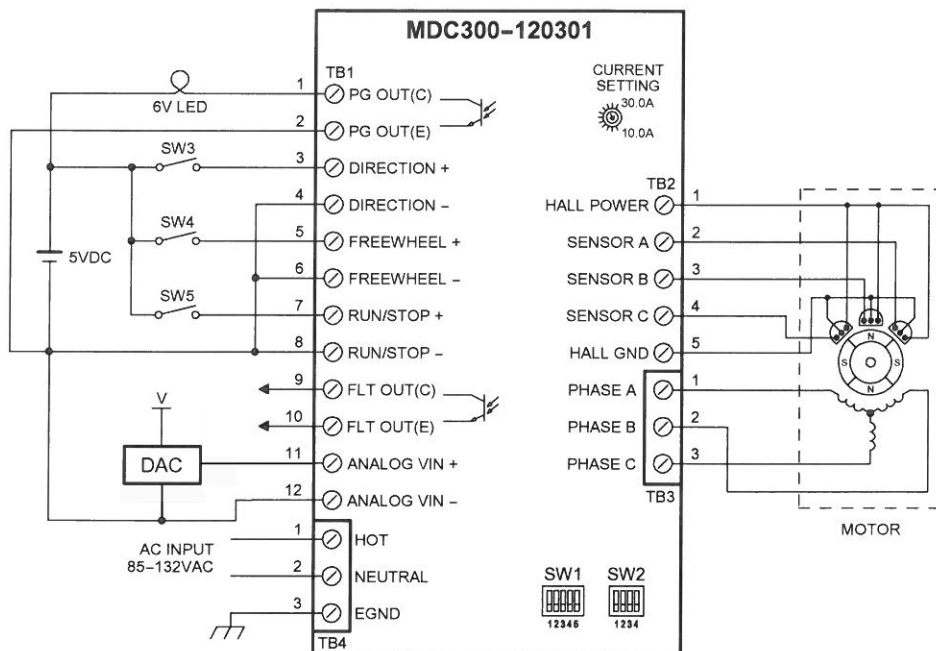 MDC300-120301
TB1
CURRENT
SETTING
30.0A
10.0A
6V LED
1 PG OUT(C)
2 PG OUT(E)
SW3
3 DIRECTION +
4 DIRECTION −
SW4
5 FREEWHEEL +
5VDC
6 FREEWHEEL −
SW5
7 RUN/STOP +
8 RUN/STOP −
9 FLT OUT(C)
10 FLT OUT(E)
V
DAC
11 ANALOG VIN +
12 ANALOG VIN −
AC INPUT
85-132VAC
1 HOT
2 NEUTRAL
3 EGND
TB4
TB2
HALL POWER 1
SENSOR A 2
SENSOR B 3
SENSOR C 4
HALL GND 5
PHASE A 1
PHASE B 2
PHASE C 3
TB3
N
S S
N
MOTOR
SW1 SW2
12345 1234